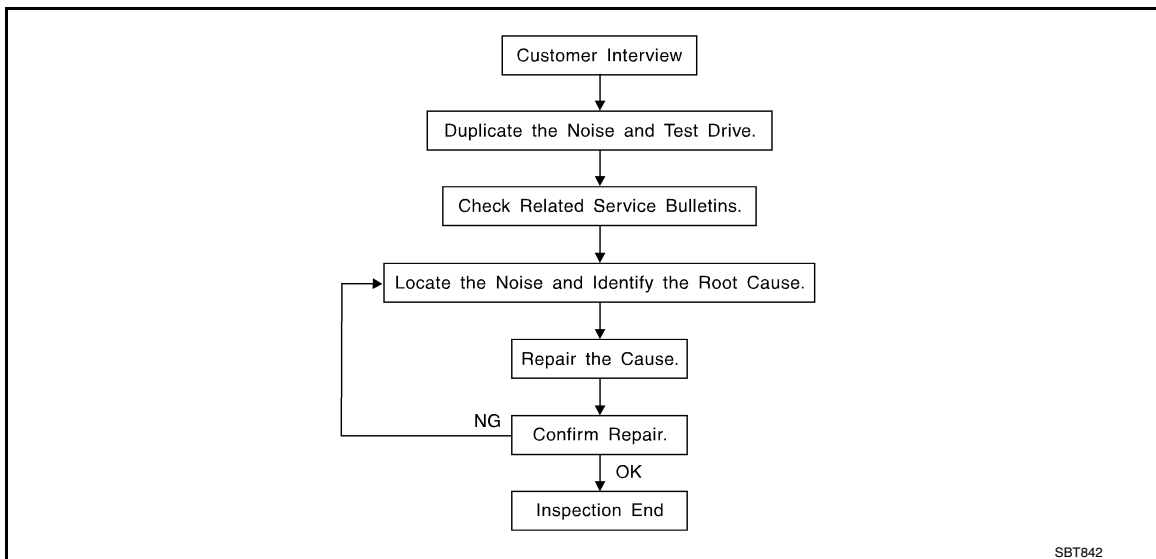 Customer Interview
Duplicate the Noise and Test Drive.
Check Related Service Bulletins.
Locate the Noise and Identify the Root Cause.
Repair the Cause.
NG
Confirm Repair.
OK
Inspection End
SBT842